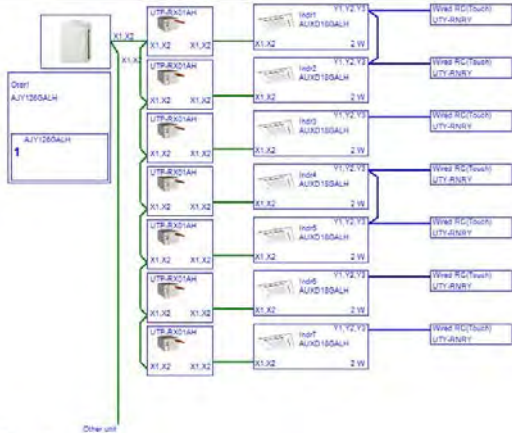 X1,X2
X1,X2
AJY126GALH
AJY126GALH
1
UTP-RX01AH
X1,X2 X1,X2
Indr1
AUXD18GALH
Y1,Y2,Y3
X1,X2 2 W
Wired RC(Touch)
UTY-RNRY
UTP-RX01AH
X1,X2 X1,X2
Indr2
AUXD18GALH
Y1,Y2,Y3
X1,X2 2 W
Wired RC(Touch)
UTY-RNRY
UTP-RX01AH
X1,X2 X1,X2
Indr3
AUXD18GALH
Y1,Y2,Y3
X1,X2 2 W
Wired RC(Touch)
UTY-RNRY
UTP-RX01AH
X1,X2 X1,X2
Indr4
AUXD18GALH
Y1,Y2,Y3
X1,X2 2 W
Wired RC(Touch)
UTY-RNRY
UTP-RX01AH
X1,X2 X1,X2
Indr5
AUXD18GALH
Y1,Y2,Y3
X1,X2 2 W
Wired RC(Touch)
UTY-RNRY
UTP-RX01AH
X1,X2 X1,X2
Indr6
AUXD18GALH
Y1,Y2,Y3
X1,X2 2 W
Wired RC(Touch)
UTY-RNRY
UTP-RX01AH
X1,X2 X1,X2
Indr7
AUXD18GALH
Y1,Y2,Y3
X1,X2 2 W
Wired RC(Touch)
UTY-RNRY
Other unit